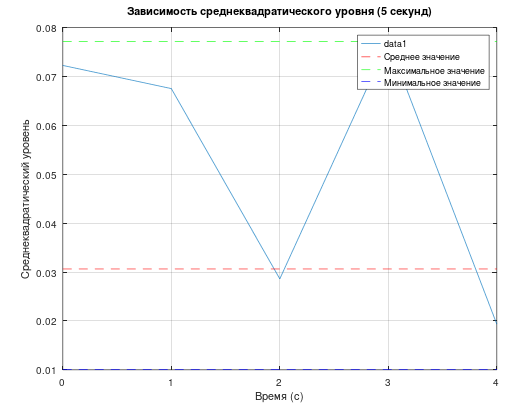 Зависимость среднеквадратического уровня (5 секунд)
0.08
0.07
0.06
0.05
0.04
0.03
0.02
0.01
Среднеквадратический уровень
data1
Среднее значение
Максимальное значение
Минимальное значение
0 1 2 3 4
Время (с)